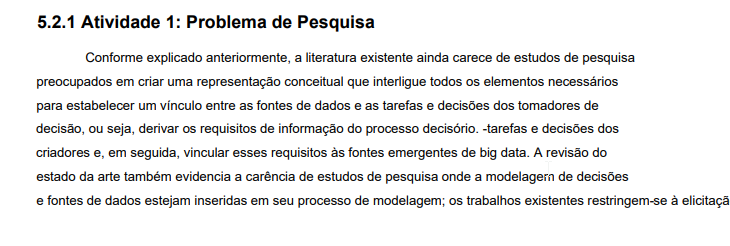 5.2.1 Atividade 1: Problema de Pesquisa
Conforme explicado anteriormente, a literatura existente ainda carece de estudos de pesquisa
preocupados em criar uma representação conceitual que interligue todos os elementos necessários
para estabelecer um vínculo entre as fontes de dados e as tarefas e decisões dos tomadores de
decisão, ou seja, derivar os requisitos de informação do processo decisório. -tarefas e decisões dos
criadores e, em seguida, vincular esses requisitos às fontes emergentes de big data. A revisão do
estado da arte também evidencia a carência de estudos de pesquisa onde a modelagem de decisões
e fontes de dados estejam inseridas em seu processo de modelagem; os trabalhos existentes restringem-se à elicitaçã